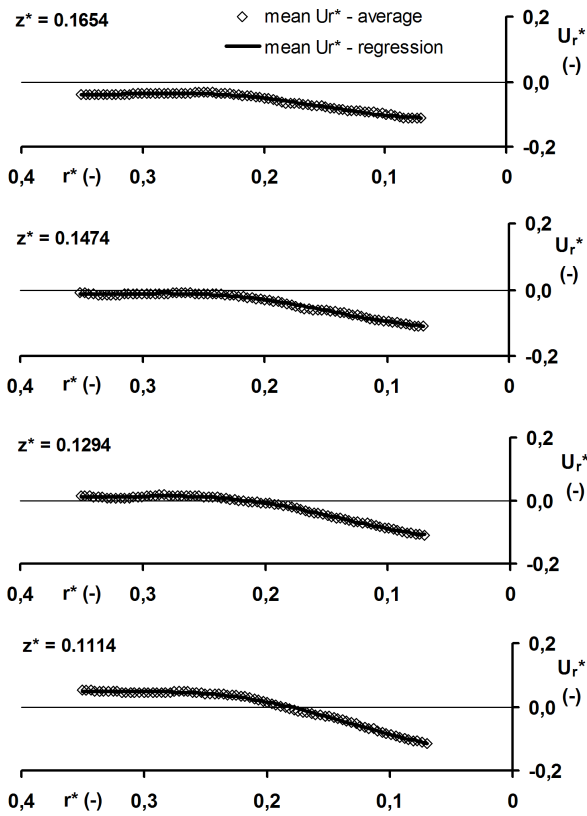 z* = 0.1654
mean Ur* - average
mean Ur* - regression
0,2
Ur*
(-)
0,0
-0,2
0,4 r* (-) 0,3 0,2 0,1 0
z* = 0.1474
0,2
Ur*
(-)
0,0
-0,2
0,4 r* (-) 0,3 0,2 0,1 0
z* = 0.1294
0,2
Ur*
(-)
0,0
-0,2
0,4 r* (-) 0,3 0,2 0,1 0
z* = 0.1114
0,2
Ur*
(-)
0,0
-0,2
0,4 r* (-) 0,3 0,2 0,1 0